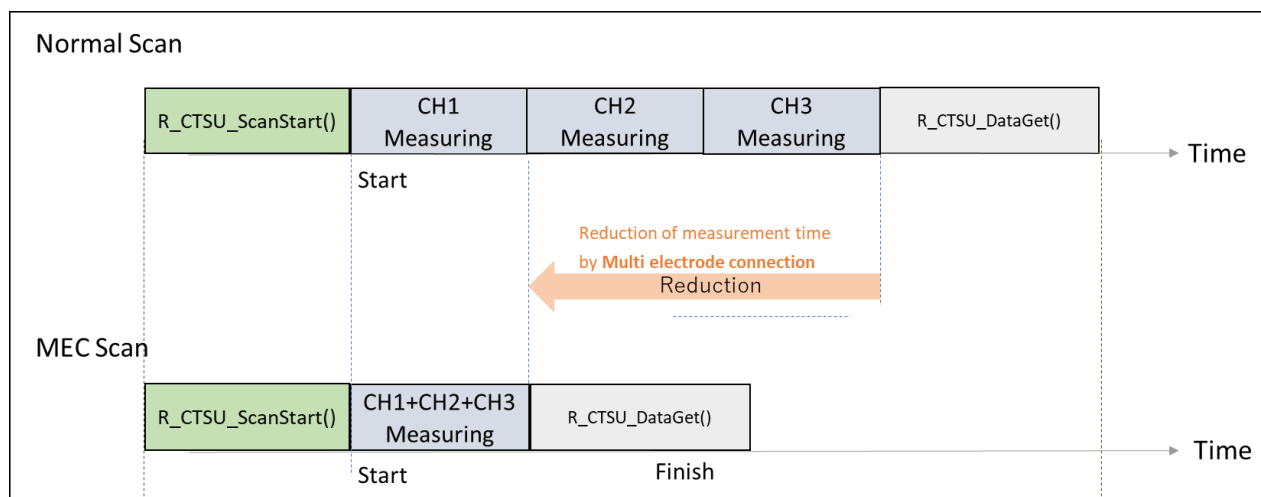 Normal Scan
R_CTSU_ScanStart()
CH1
Measuring
CH2
Measuring
CH3
Measuring
R_CTSU_DataGet()
Time
Start
Reduction of measurement time
by Multi electrode connection
Reduction
MEC Scan
R_CTSU_ScanStart()
CH1+CH2+CH3
Measuring
R_CTSU_DataGet()
Time
Start
Finish